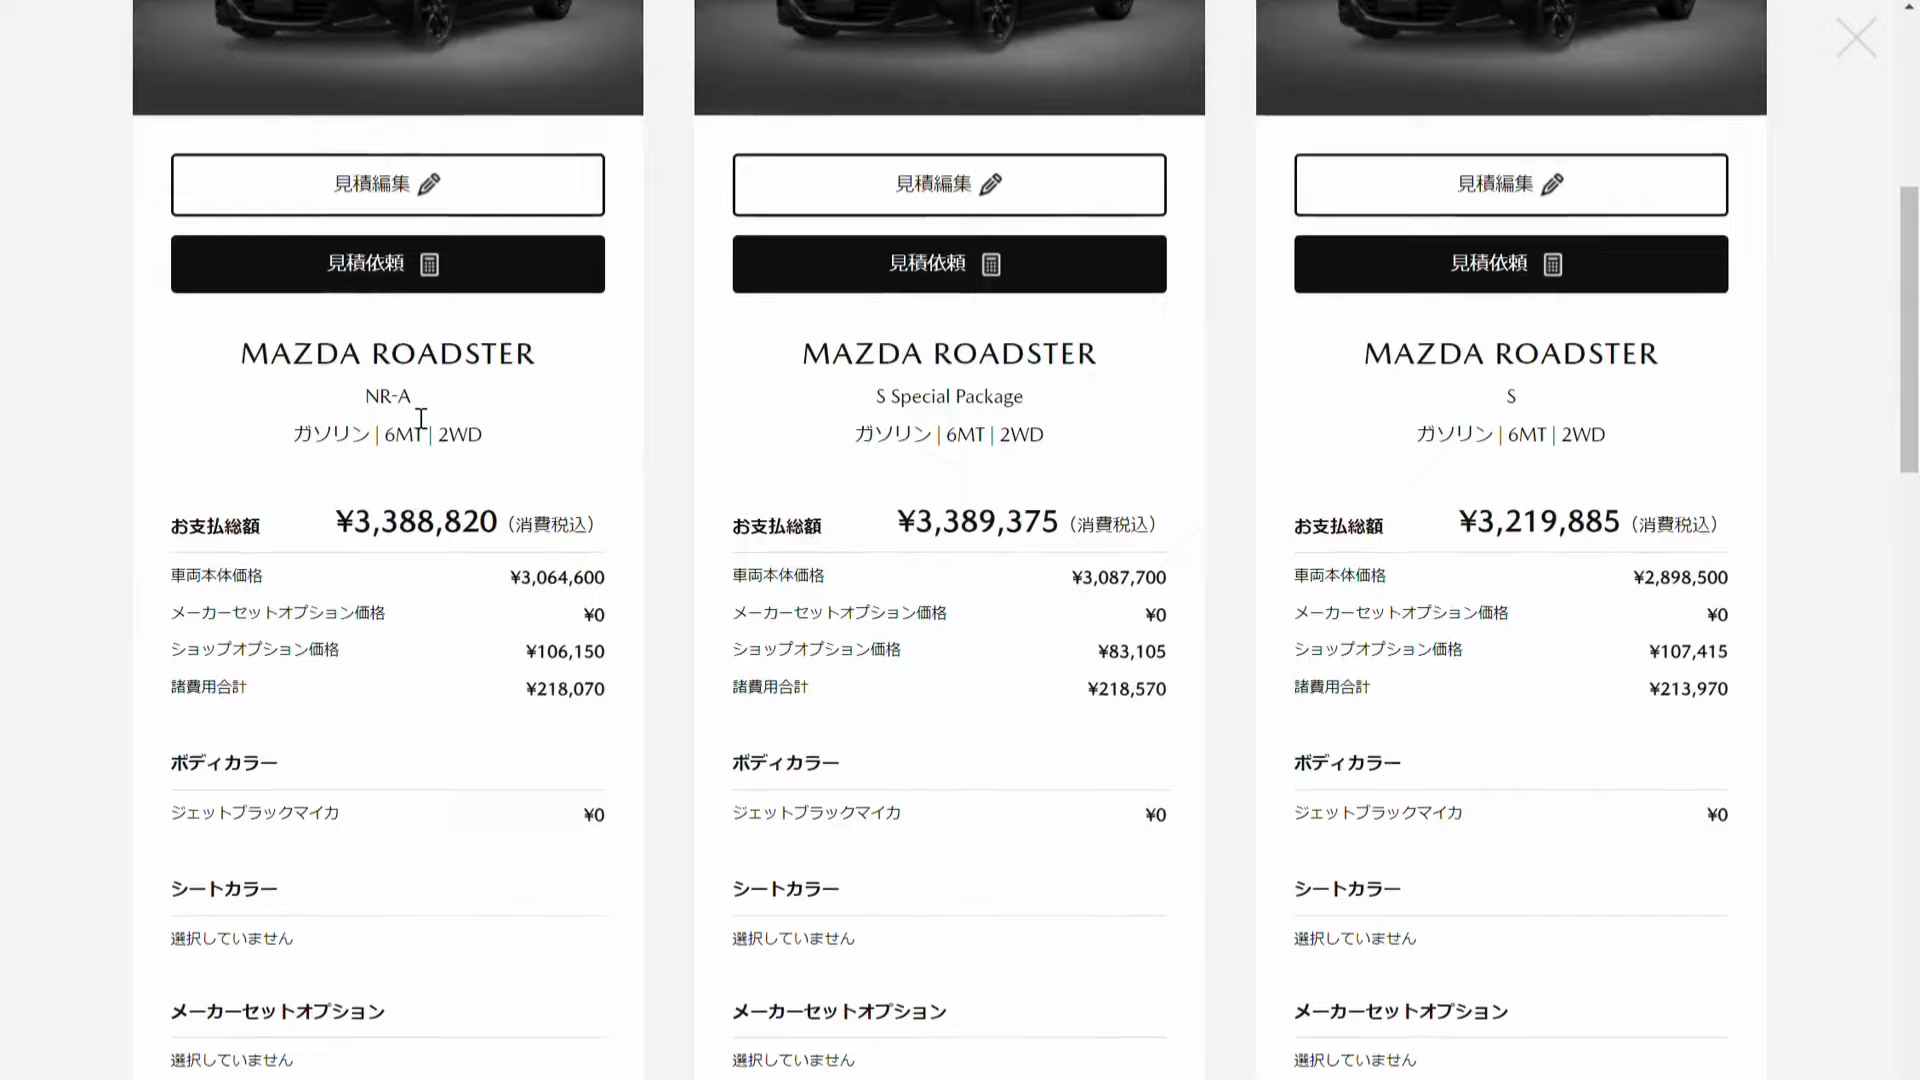 見積編集
見積依頼
MAZDA ROADSTER
NR-A
ガソリン | 6MT | 2WD
お支払総額 ¥3,388,820（消費税込）
車両本体価格 ¥3,064,600
メーカーセットオプション価格 ¥0
ショップオプション価格 ¥106,150
諸費用合計 ¥218,070
ボディカラー
ジェットブラックマイカ ¥0
シートカラー
選択していません
メーカーセットオプション
選択していません
見積編集
見積依頼
MAZDA ROADSTER
S Special Package
ガソリン | 6MT | 2WD
お支払総額 ¥3,389,375（消費税込）
車両本体価格 ¥3,087,700
メーカーセットオプション価格 ¥0
ショップオプション価格 ¥83,105
諸費用合計 ¥218,570
ボディカラー
ジェットブラックマイカ ¥0
シートカラー
選択していません
メーカーセットオプション
選択していません
見積編集
見積依頼
MAZDA ROADSTER
S
ガソリン | 6MT | 2WD
お支払総額 ¥3,219,885（消費税込）
車両本体価格 ¥2,898,500
メーカーセットオプション価格 ¥0
ショップオプション価格 ¥107,415
諸費用合計 ¥213,970
ボディカラー
ジェットブラックマイカ ¥0
シートカラー
選択していません
メーカーセットオプション
選択していません